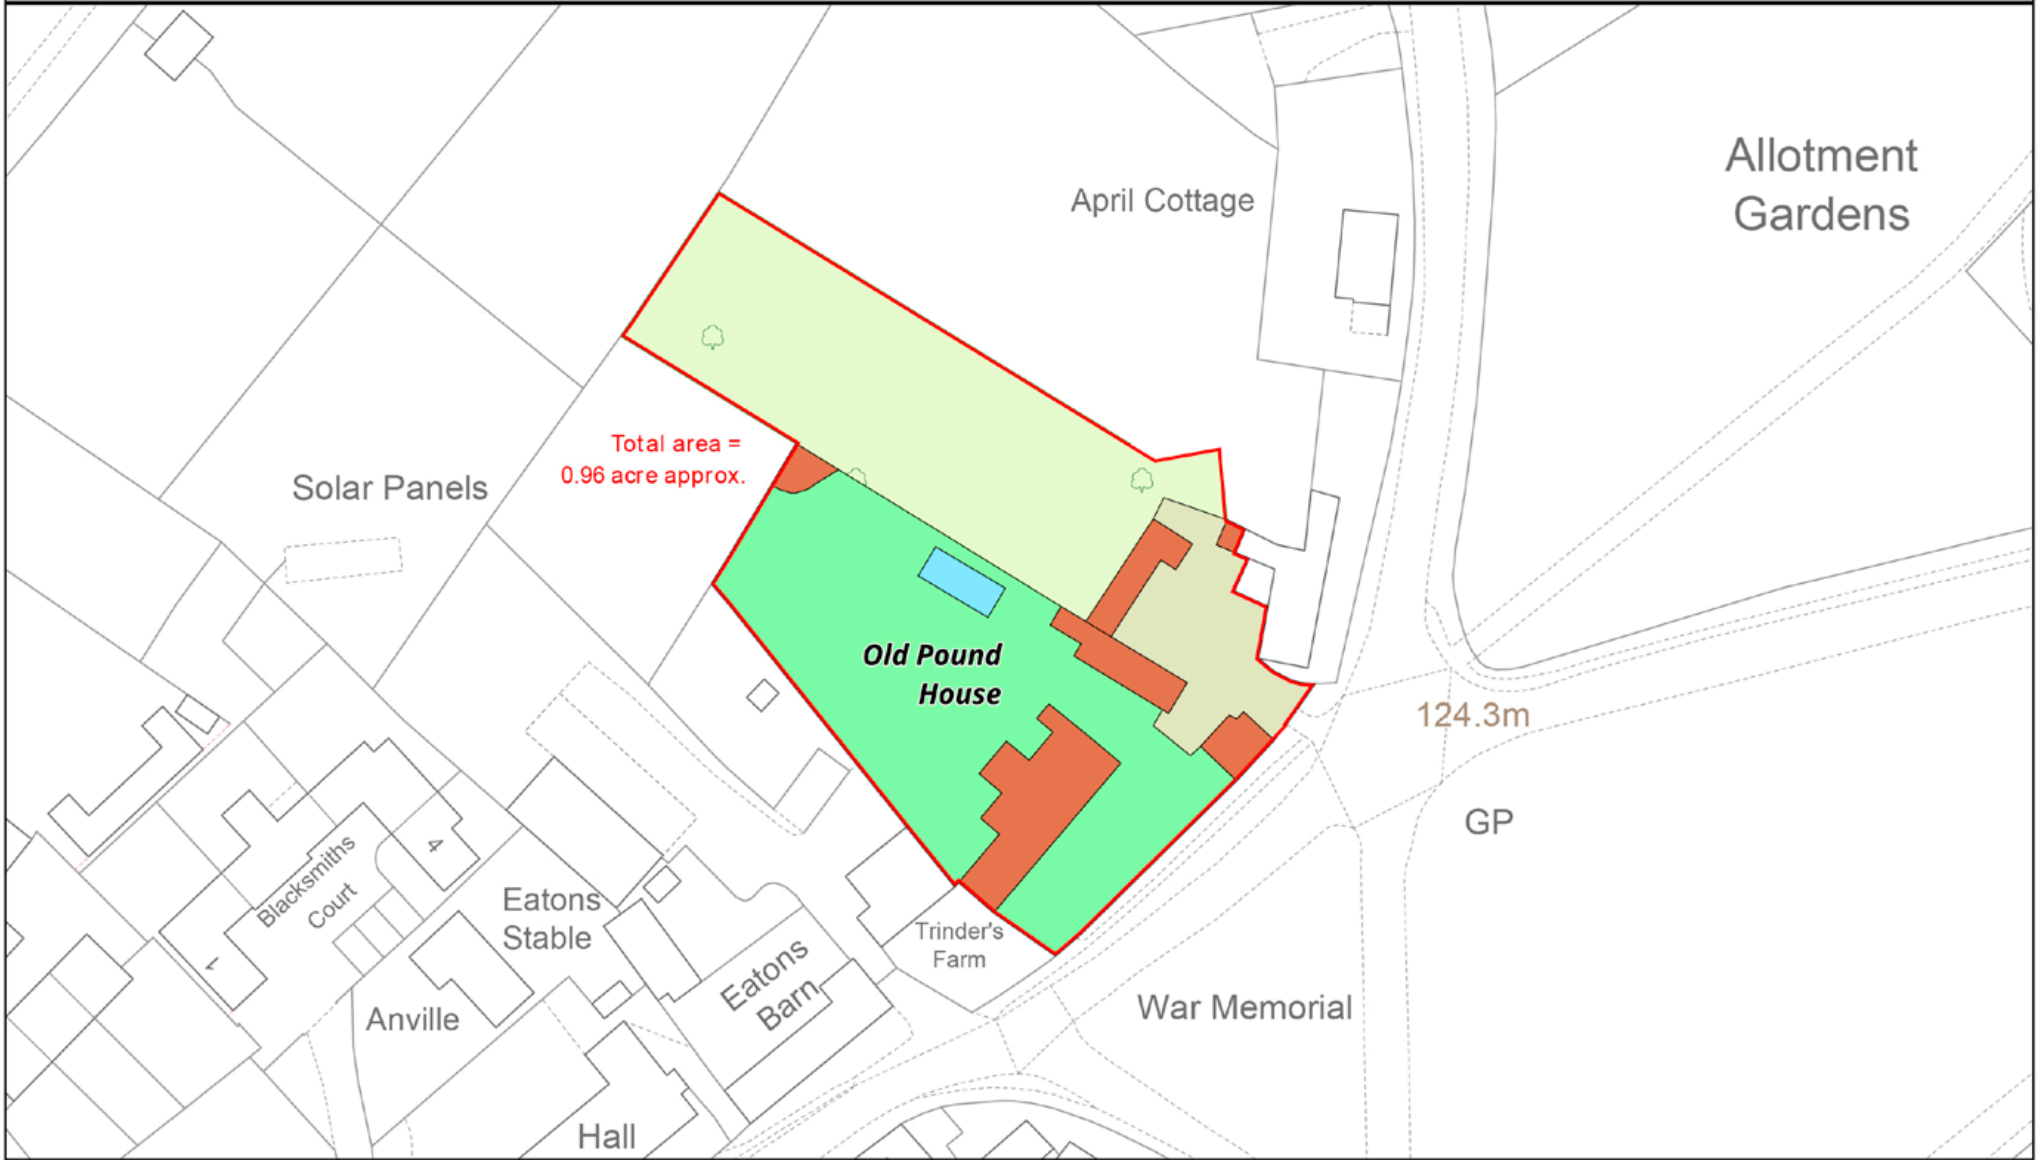 Allotment
Gardens
April Cottage
Total area =
0.96 acre approx.
Solar Panels
Old Pound
House
124.3m
GP
4
Blacksmiths
Court
1
Eatons
Stable
Trinder's
Farm
Eatons
Barn
Anville
War Memorial
Hall